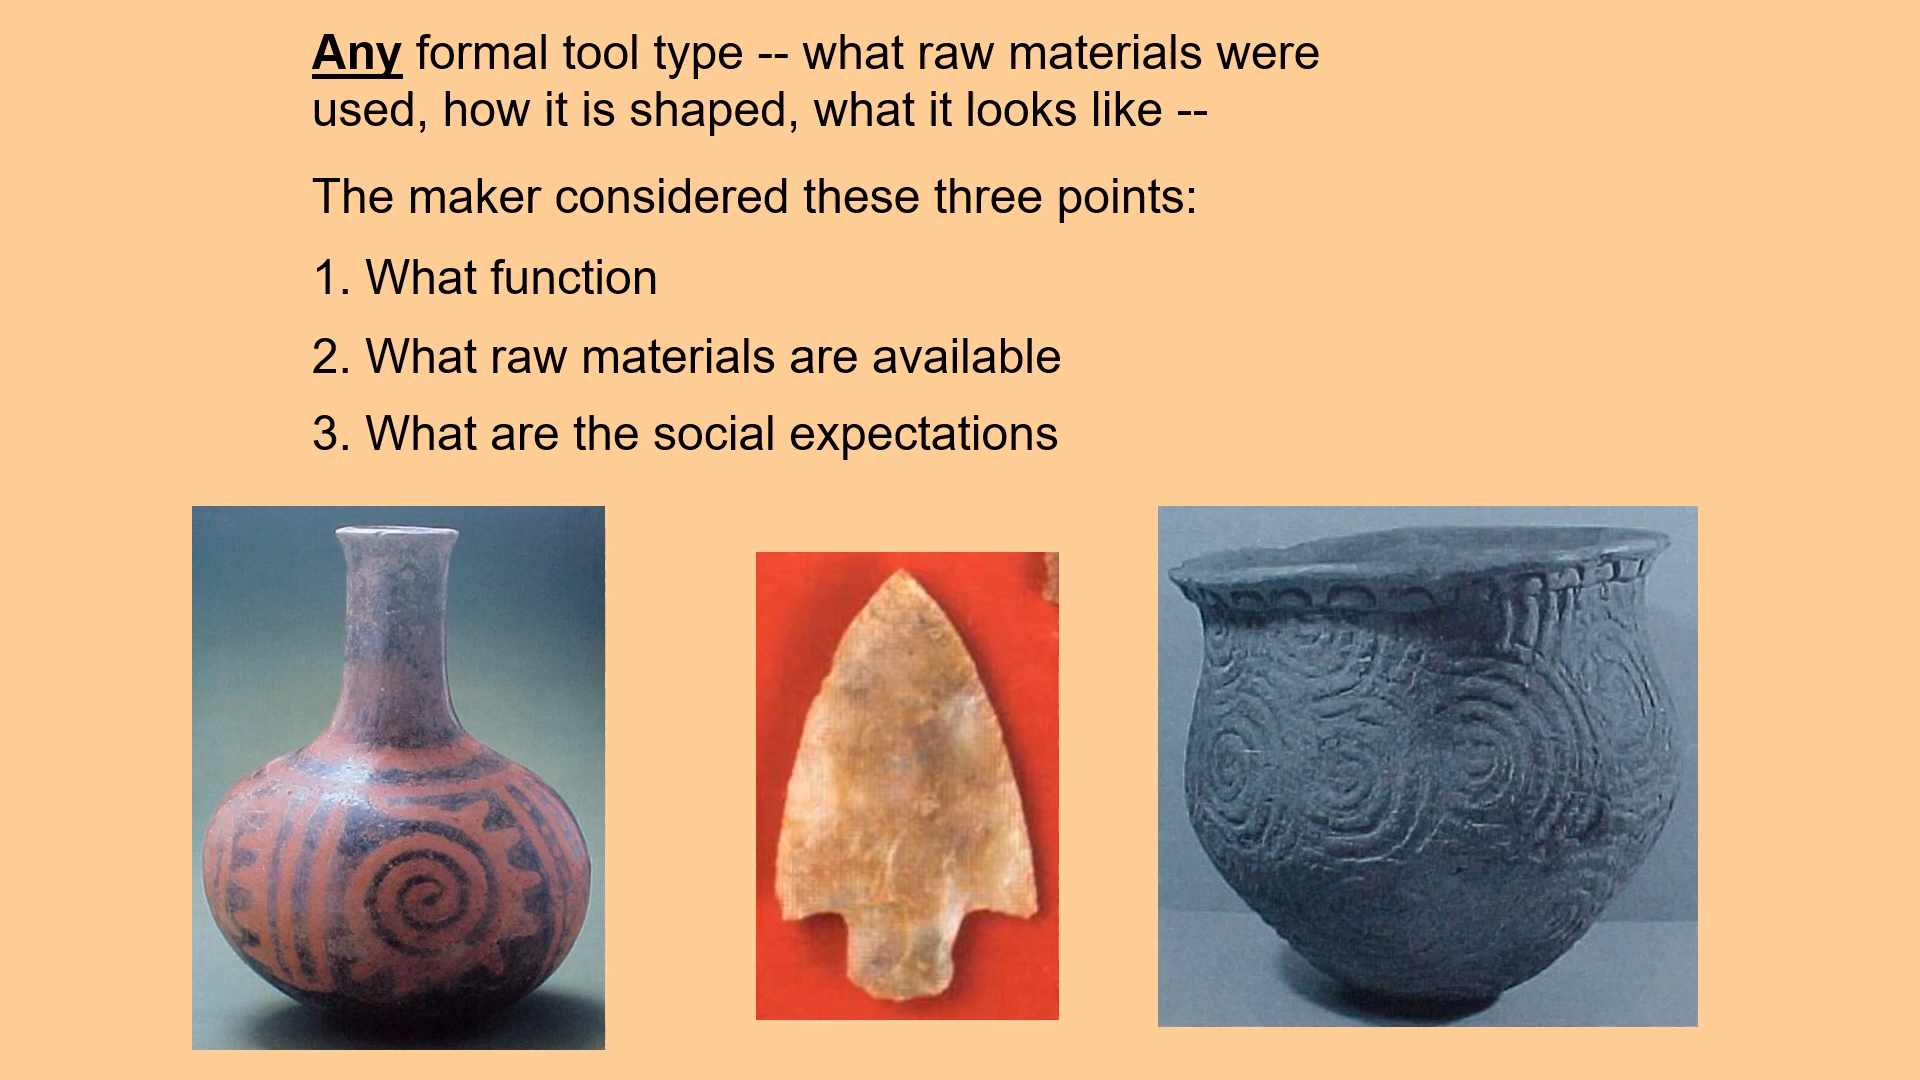 Any formal tool type -- what raw materials were
used, how it is shaped, what it looks like --
The maker considered these three points:
1. What function
2. What raw materials are available
3. What are the social expectations